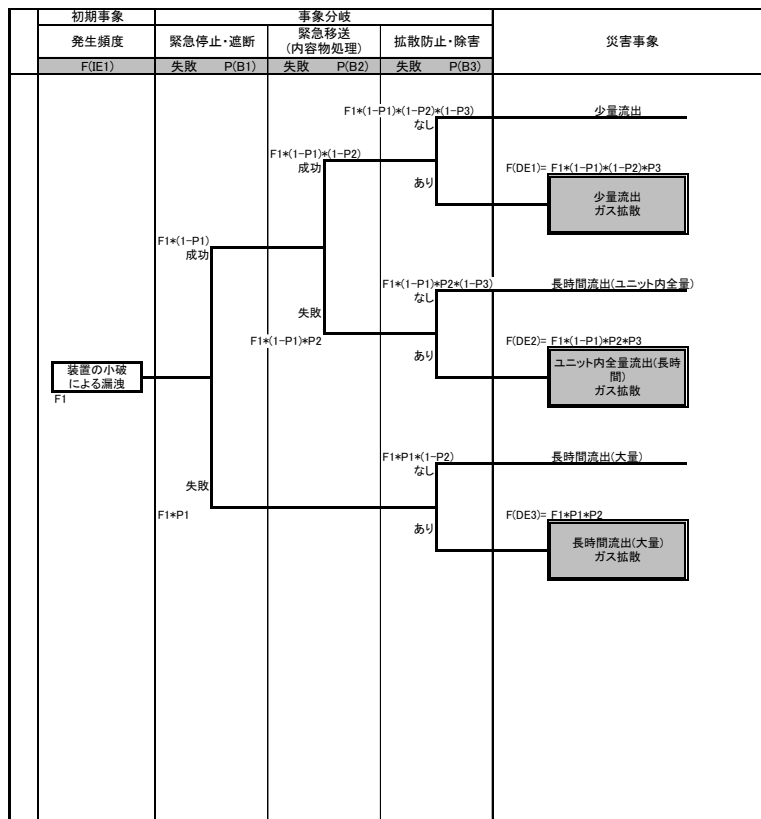 初期事象
事象分岐
発生頻度
緊急停止・遮断
緊急移送
(内容物処理)
拡散防止・除害
災害事象
F(IE1)
失敗 P(B1)
失敗 P(B2)
失敗 P(B3)
F1*(1-P1)*(1-P2)*(1-P3)
なし
少量流出
F1*(1-P1)*(1-P2)
成功
あり
F(DE1)= F1*(1-P1)*(1-P2)*P3
少量流出
ガス拡散
F1*(1-P1)
成功
F1*(1-P1)*P2*(1-P3)
なし
長時間流出(ユニット内全量)
失敗
F1*(1-P1)*P2
あり
F(DE2)= F1*(1-P1)*P2*P3
ユニット内全量流出(長時
間)
ガス拡散
装置の小破
による漏洩
F1
F1*P1*(1-P2)
なし
長時間流出(大量)
失敗
F1*P1
あり
F(DE3)= F1*P1*P2
長時間流出(大量)
ガス拡散